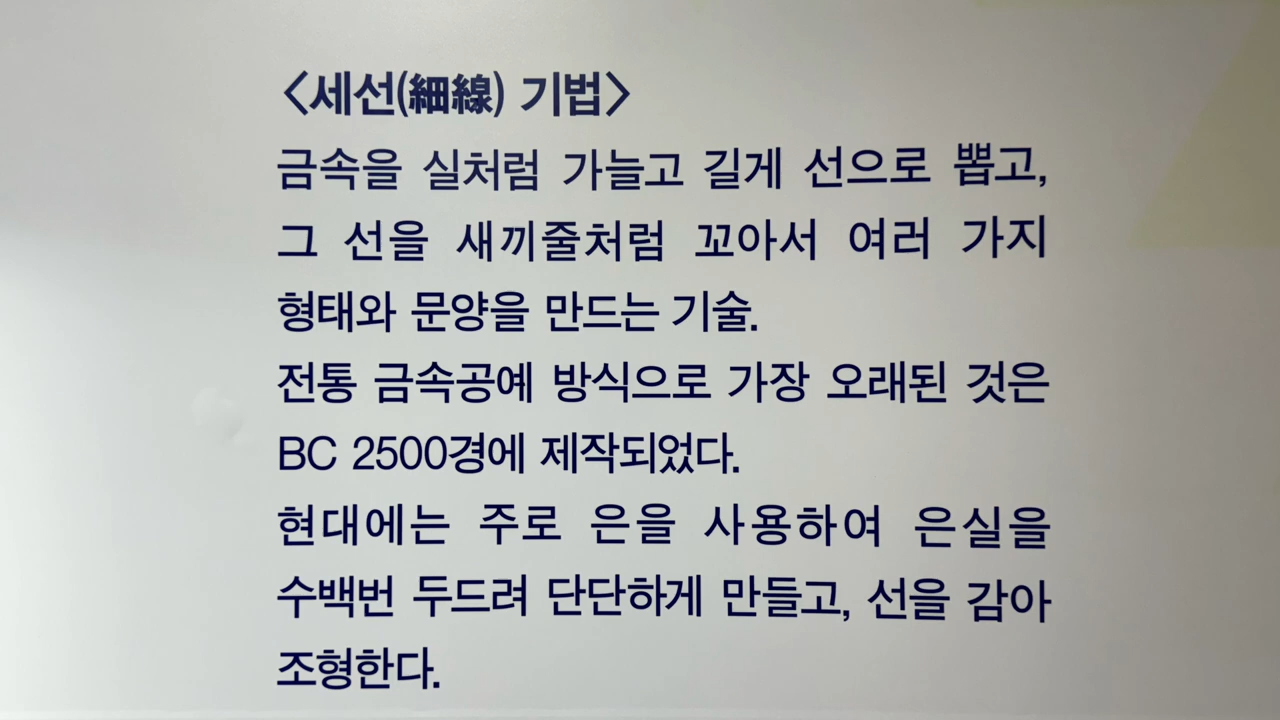 <세선(細線) 기법>
금속을 실처럼 가늘고 길게 선으로 뽑고,
그 선을 새끼줄처럼 꼬아서 여러 가지
형태와 문양을 만드는 기술.
전통 금속공예 방식으로 가장 오래된 것은
BC 2500경에 제작되었다.
현대에는 주로 은을 사용하여 은실을
수백번 두드려 단단하게 만들고, 선을 감아
조형한다.